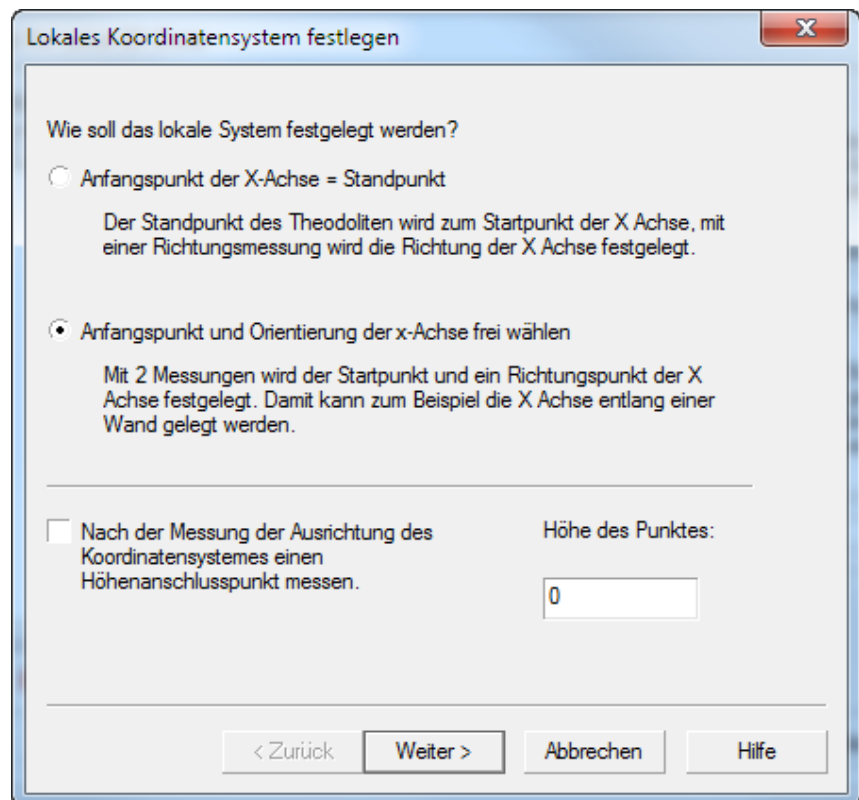 Lokales Koordinatensystem festlegen
Wie soll das lokale System festgelegt werden?
Anfangspunkt der X-Achse = Standpunkt
Der Standpunkt des Theodoliten wird zum Startpunkt der X Achse, mit
einer Richtungsmessung wird die Richtung der X Achse festgelegt.
Anfangspunkt und Orientierung der x-Achse frei wählen
Mit 2 Messungen wird der Startpunkt und ein Richtungspunkt der X
Achse festgelegt. Damit kann zum Beispiel die X Achse entlang einer
Wand gelegt werden.
Nach der Messung der Ausrichtung des
Koordinatensystemes einen
Höhenanschlusspunkt messen.
Höhe des Punktes:
0
< Zurück
Weiter >
Abbrechen
Hilfe